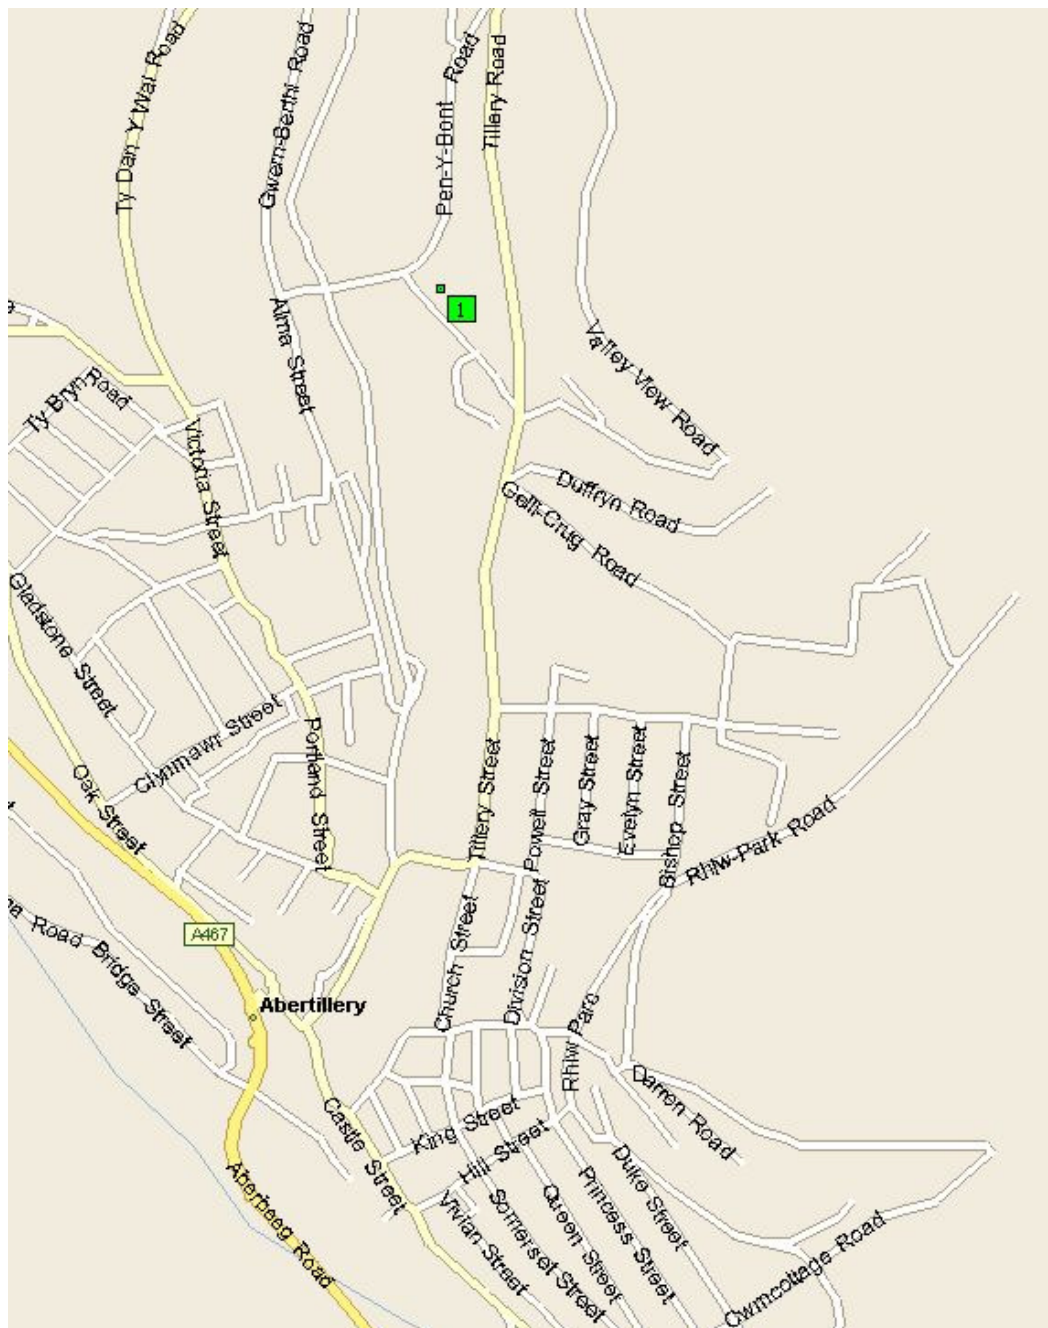 Ty Dan Y Wal Road
Gwern-Berthi Road
Pen-Y-Bont Road
Tillery Road
1
Alma Street
Valley View Road
Ty Bryn Road
Victoria Street
Duffryn Road
Gelli-Crug Road
Gladstone Street
Glynmawr Street
Portland Street
Oak Street
Tillery Street
Powell Street
Gray Street
Evelyn Street
Bishop Street
Rhiw-Park Road
A467
Road
Bridge Street
Church Street
Division Street
Abertillery
Rhiw Parc
Darren Road
Castle Street
King Street
Hill Street
Duke Street
Aberbeeg Road
Vivian Street
Somerset Street
Queen Street
Princess Street
Cwmcottage Road